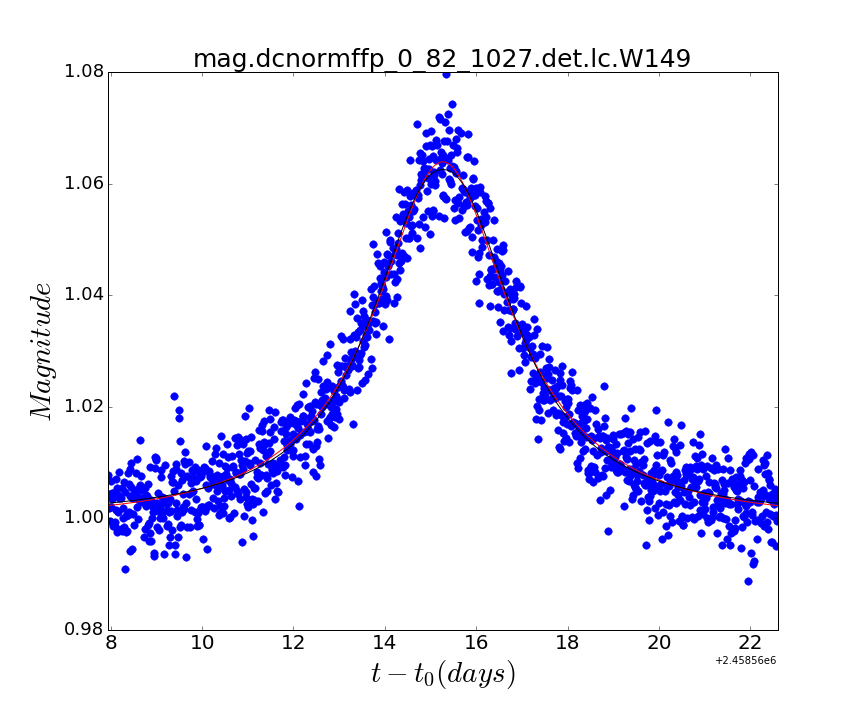 mag.dcnormffp_0_82_1027.det.lc.W149
1.08
1.06
1.04
1.02
1.00
0.98
Magnitude
8 10 12 14 16 18 20 22
+2.45856e6
t − t₀(days)